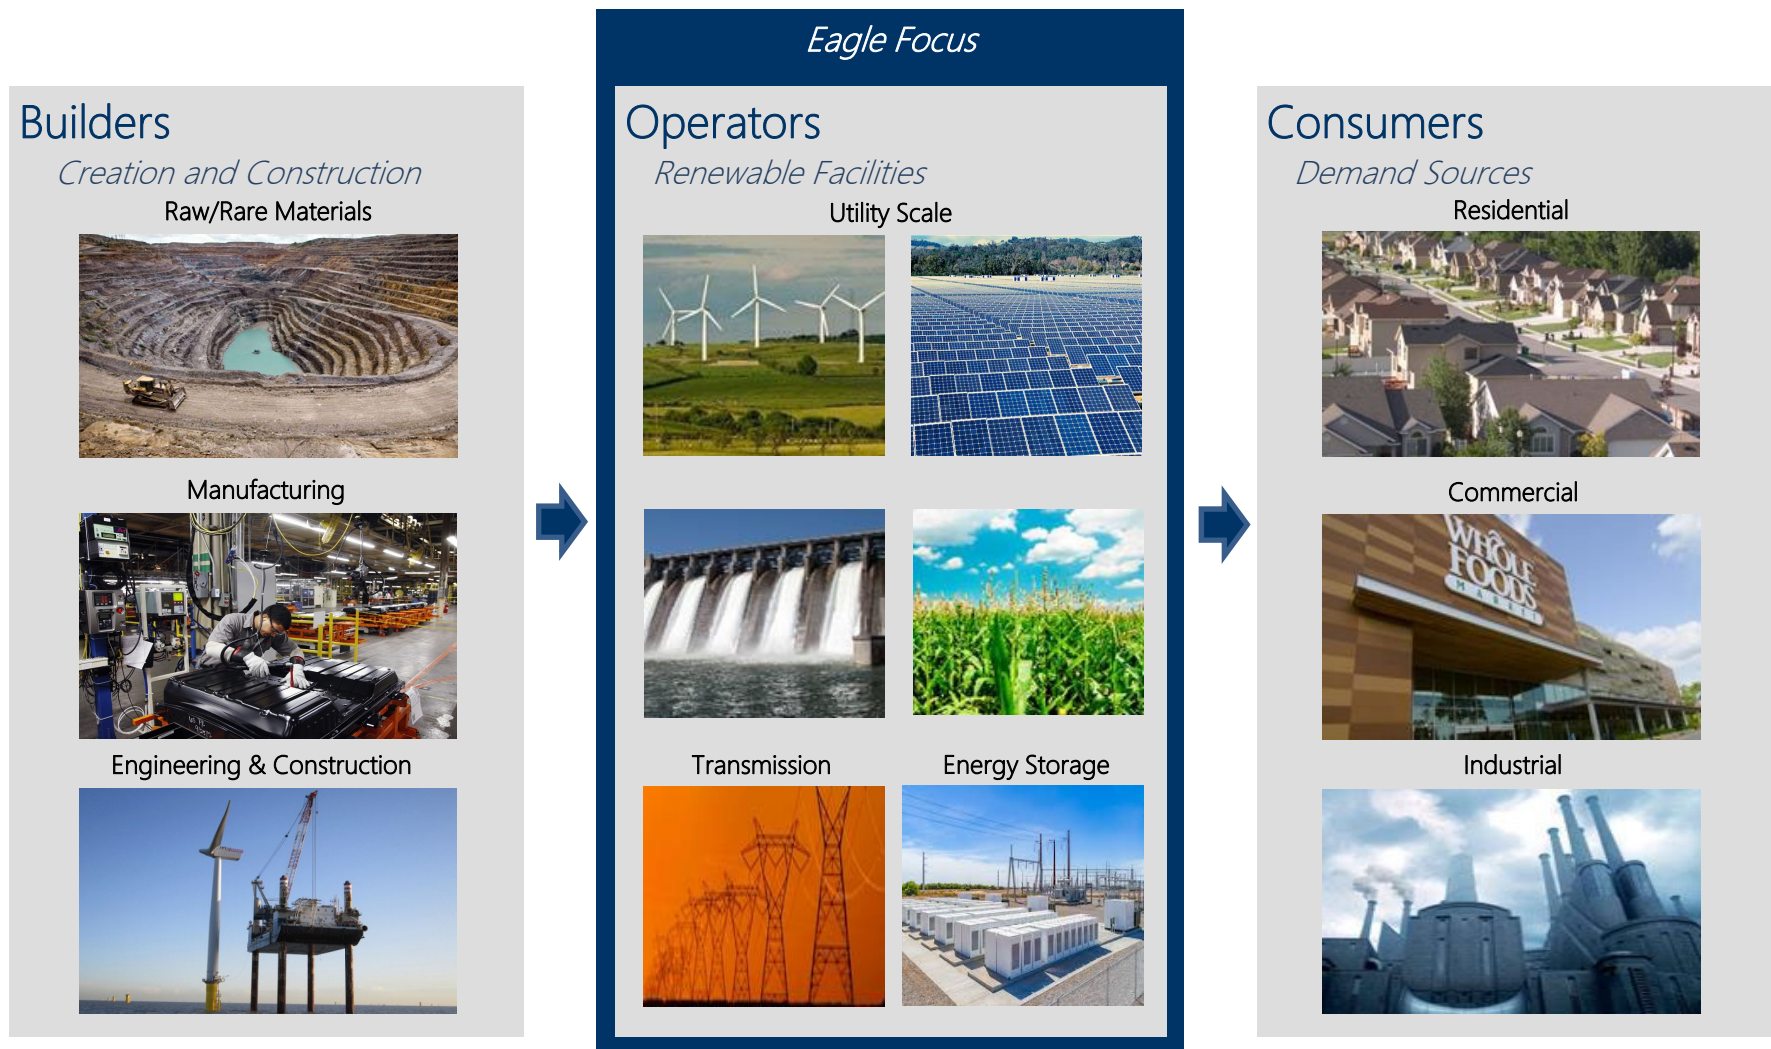 Eagle Focus
Builders
Creation and Construction
Raw/Rare Materials
Manufacturing
Engineering & Construction
Operators
Renewable Facilities
Utility Scale
Transmission
Energy Storage
Consumers
Demand Sources
Residential
Commercial
WHOLE
FOODS
MARKET
Industrial